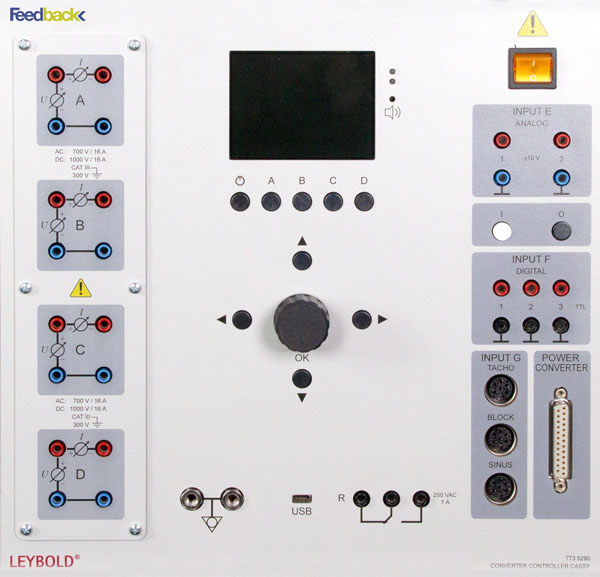 Feedback
I
U
A
AC: 700 V / 16 A
DC: 1000 V / 16 A
CAT III
300 V
I
U
B
I
U
C
AC: 700 V / 16 A
DC: 1000 V / 16 A
CAT III
300 V
I
U
D
LEYBOLD®
A B C D
OK
USB
R
250 VAC
1 A
INPUT E
ANALOG
1 ±10 V 2
I O
INPUT F
DIGITAL
1 2 3 TTL
INPUT G
TACHO
BLOCK
SINUS
POWER
CONVERTER
773 5290
CONVERTER CONTROLLER CASSY